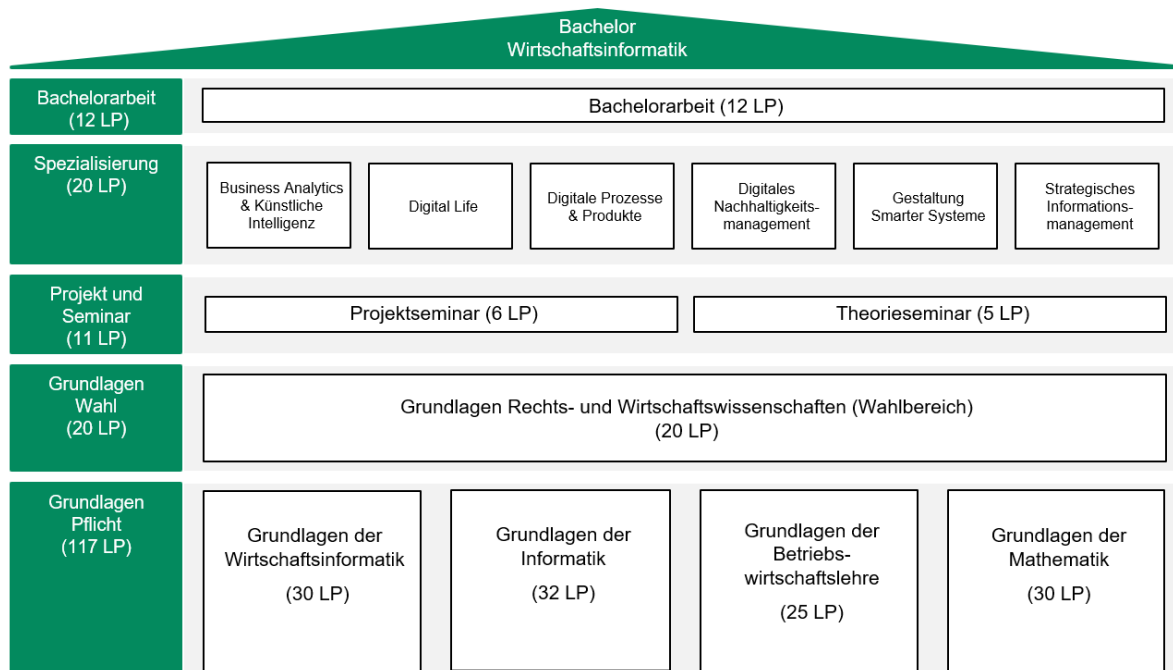 Bachelor
Wirtschaftsinformatik
Bachelorarbeit
(12 LP)
Bachelorarbeit (12 LP)
Spezialisierung
(20 LP)
Business Analytics
& Künstliche
Intelligenz
Digital Life
Digitale Prozesse
& Produkte
Digitales
Nachhaltigkeits-
management
Gestaltung
Smarter Systeme
Strategisches
Informations-
management
Projekt und
Seminar
(11 LP)
Projektseminar (6 LP)
Theorieseminar (5 LP)
Grundlagen
Wahl
(20 LP)
Grundlagen Rechts- und Wirtschaftswissenschaften (Wahlbereich)
(20 LP)
Grundlagen
Pflicht
(117 LP)
Grundlagen der
Wirtschaftsinformatik
(30 LP)
Grundlagen der
Informatik
(32 LP)
Grundlagen der
Betriebs-
wirtschaftslehre
(25 LP)
Grundlagen der
Mathematik
(30 LP)